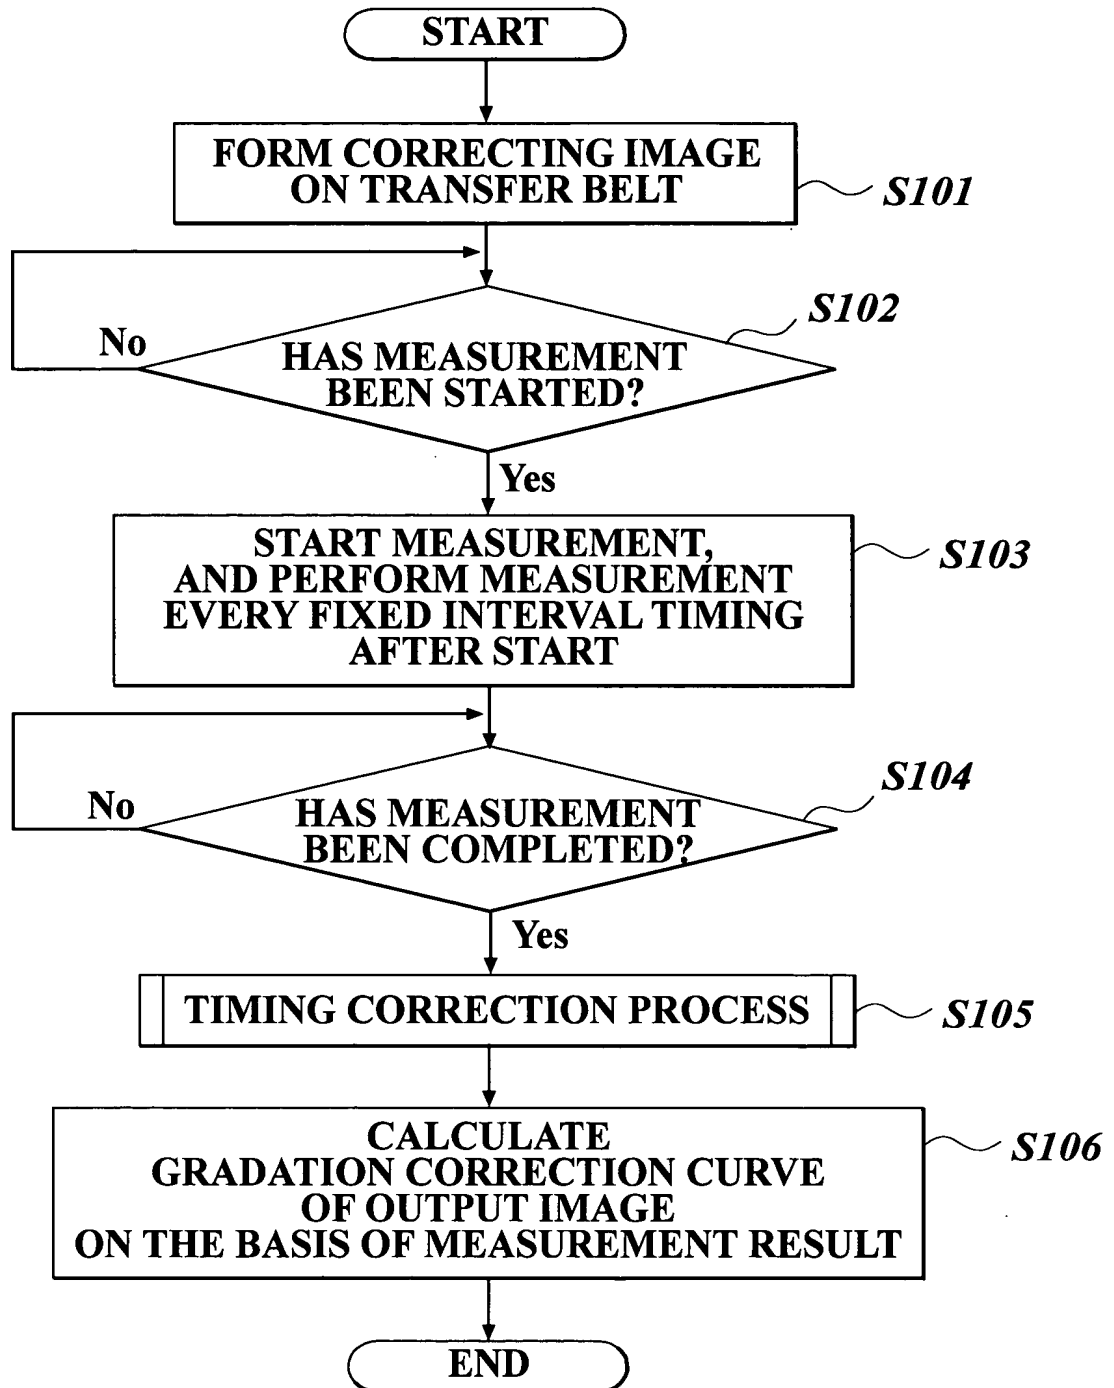 START
FORM CORRECTING IMAGE
ON TRANSFER BELT
S101
S102
No
HAS MEASUREMENT
BEEN STARTED?
Yes
START MEASUREMENT,
AND PERFORM MEASUREMENT
EVERY FIXED INTERVAL TIMING
AFTER START
S103
S104
No
HAS MEASUREMENT
BEEN COMPLETED?
Yes
TIMING CORRECTION PROCESS
S105
CALCULATE
GRADATION CORRECTION CURVE
OF OUTPUT IMAGE
ON THE BASIS OF MEASUREMENT RESULT
S106
END